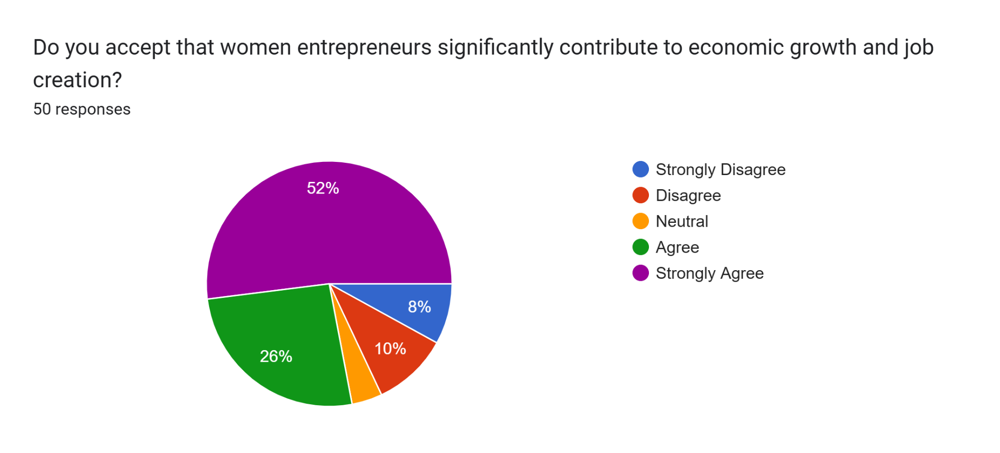 Do you accept that women entrepreneurs significantly contribute to economic growth and job
creation?
50 responses
52%
8%
10%
26%
Strongly Disagree
Disagree
Neutral
Agree
Strongly Agree